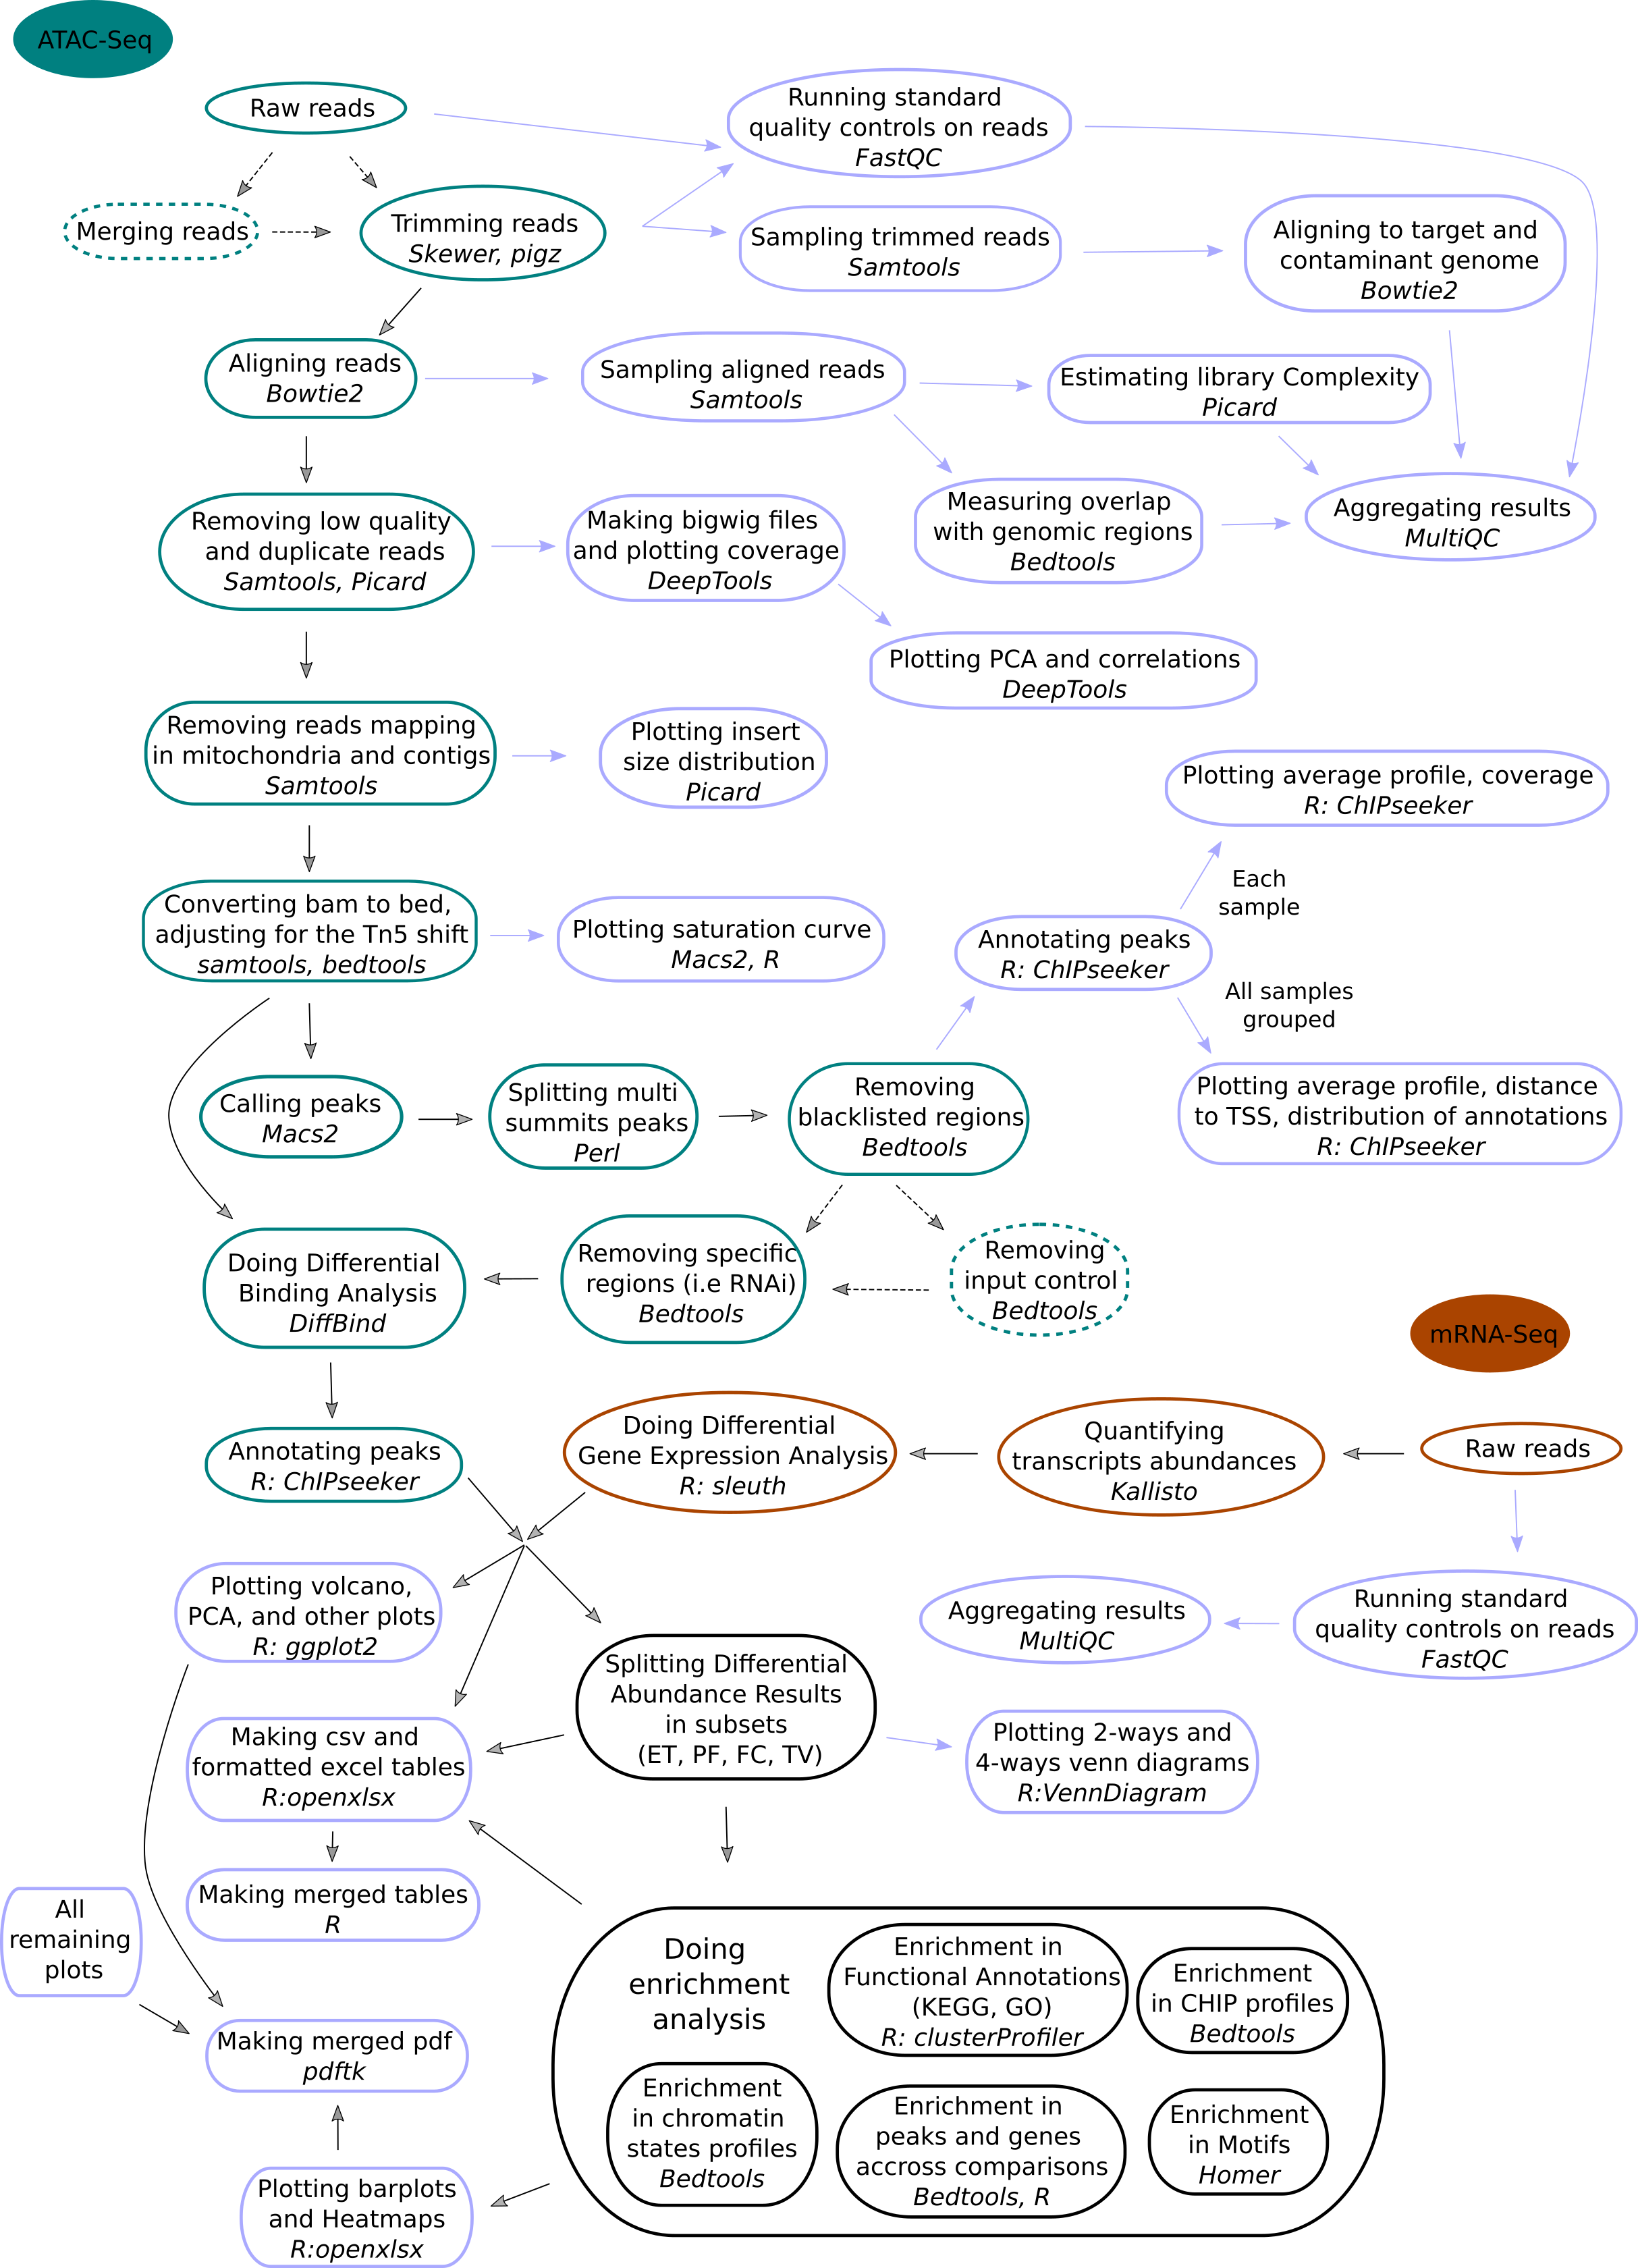 ATAC-Seq
Raw reads
Running standard
quality controls on reads
FastQC
Merging reads
Trimming reads
Skewer, pigz
Sampling trimmed reads
Samtools
Aligning to target and
contaminant genome
Bowtie2
Aligning reads
Bowtie2
Sampling aligned reads
Samtools
Estimating library Complexity
Picard
Removing low quality
and duplicate reads
Samtools, Picard
Making bigwig files
and plotting coverage
DeepTools
Measuring overlap
with genomic regions
Bedtools
Aggregating results
MultiQC
Plotting PCA and correlations
DeepTools
Removing reads mapping
in mitochondria and contigs
Samtools
Plotting insert
size distribution
Picard
Plotting average profile, coverage
R: ChIPseeker
Each
sample
Converting bam to bed,
adjusting for the Tn5 shift
samtools, bedtools
Plotting saturation curve
Macs2, R
Annotating peaks
R: ChIPseeker
All samples
grouped
Calling peaks
Macs2
Splitting multi
summits peaks
Perl
Removing
blacklisted regions
Bedtools
Plotting average profile, distance
to TSS, distribution of annotations
R: ChIPseeker
Doing Differential
Binding Analysis
DiffBind
Removing specific
regions (i.e RNAi)
Bedtools
Removing
input control
Bedtools
mRNA-Seq
Annotating peaks
R: ChIPseeker
Doing Differential
Gene Expression Analysis
R: sleuth
Quantifying
transcripts abundances
Kallisto
Raw reads
Plotting volcano,
PCA, and other plots
R: ggplot2
Aggregating results
MultiQC
Running standard
quality controls on reads
FastQC
Splitting Differential
Abundance Results
in subsets
(ET, PF, FC, TV)
Making csv and
formatted excel tables
R:openxlsx
Plotting 2-ways and
4-ways venn diagrams
R:VennDiagram
Making merged tables
R
All
remaining
plots
Making merged pdf
pdftk
Doing
enrichment
analysis
Enrichment in
Functional Annotations
(KEGG, GO)
R: clusterProfiler
Enrichment
in CHIP profiles
Bedtools
Enrichment
in chromatin
states profiles
Bedtools
Enrichment in
peaks and genes
accross comparisons
Bedtools, R
Enrichment
in Motifs
Homer
Plotting barplots
and Heatmaps
R:openxlsx